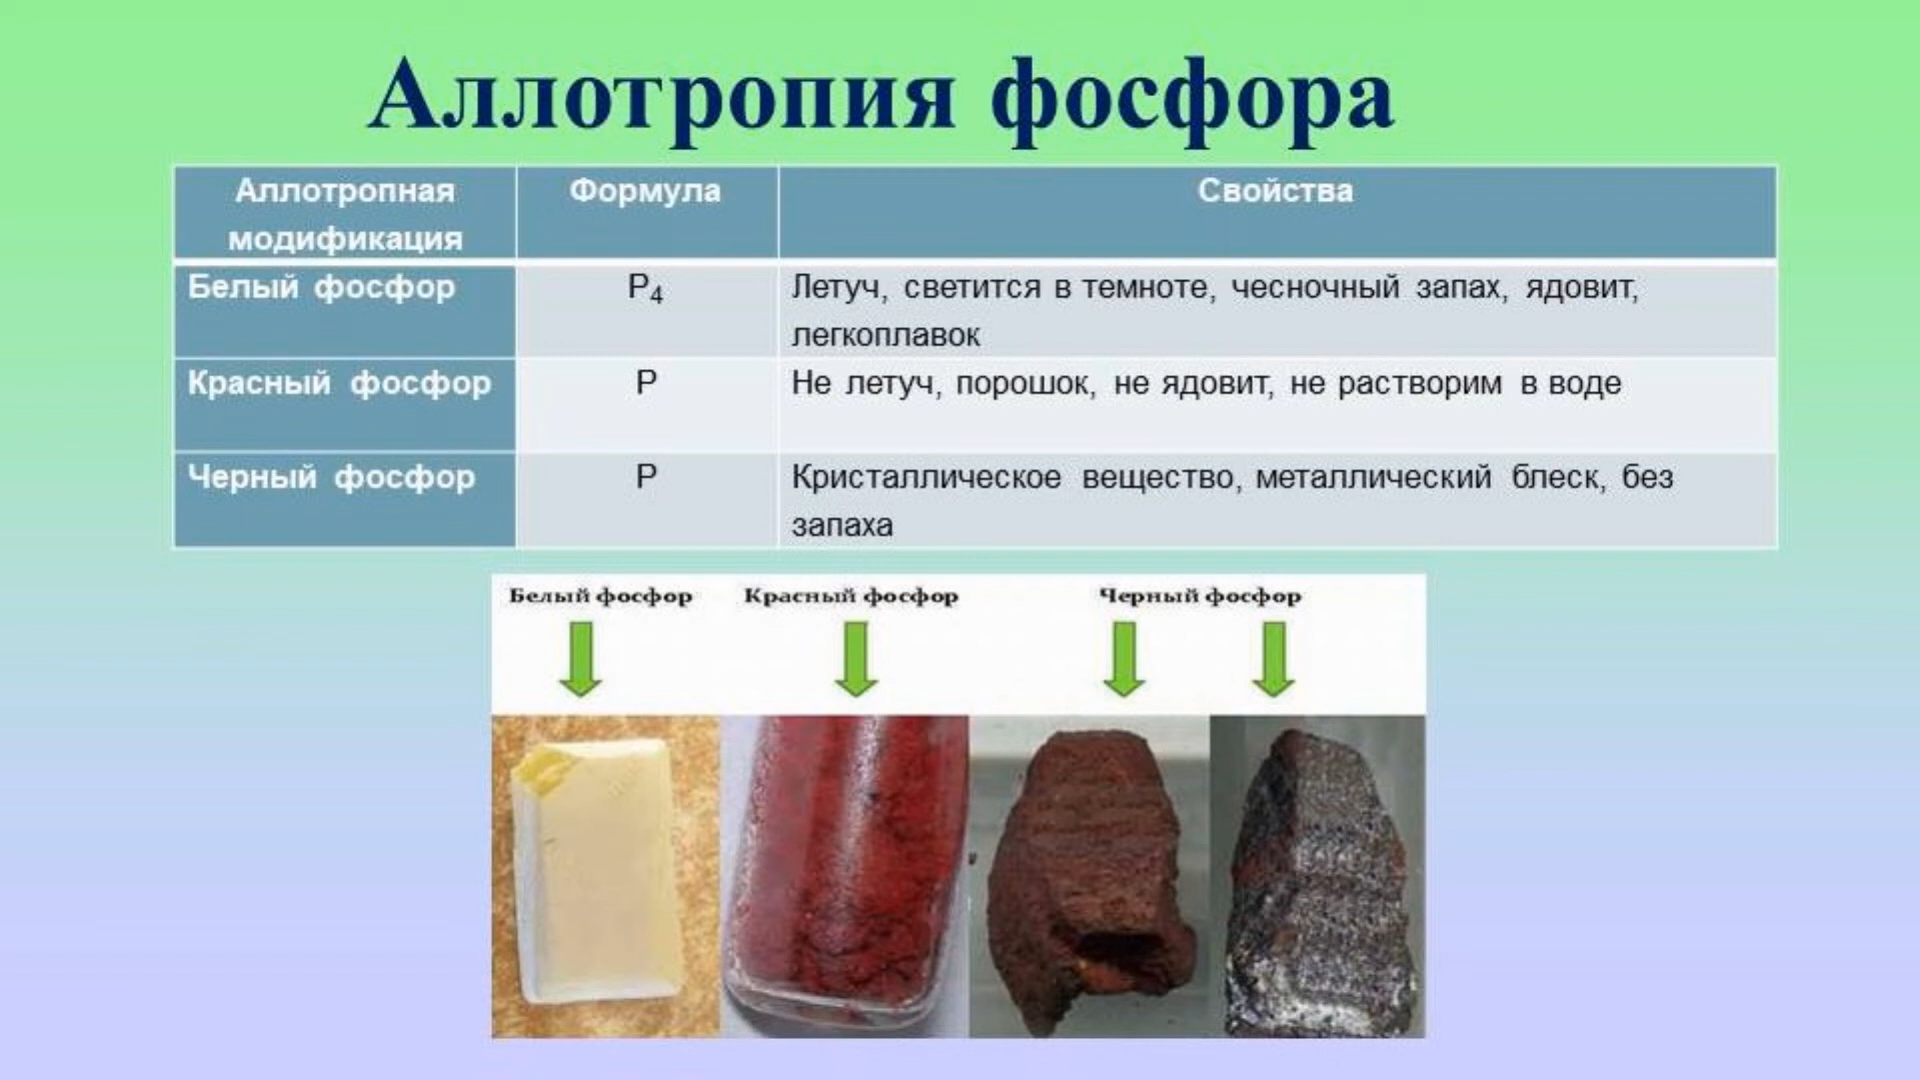 Аллотропия фосфора
Аллотропная
модификация
Формула
Свойства
Белый фосфор
P₄
Летуч, светится в темноте, чесночный запах, ядовит,
легкоплавок
Красный фосфор
P
Не летуч, порошок, не ядовит, не растворим в воде
Черный фосфор
P
Кристаллическое вещество, металлический блеск, без
запаха
Белый фосфор
Красный фосфор
Черный фосфор